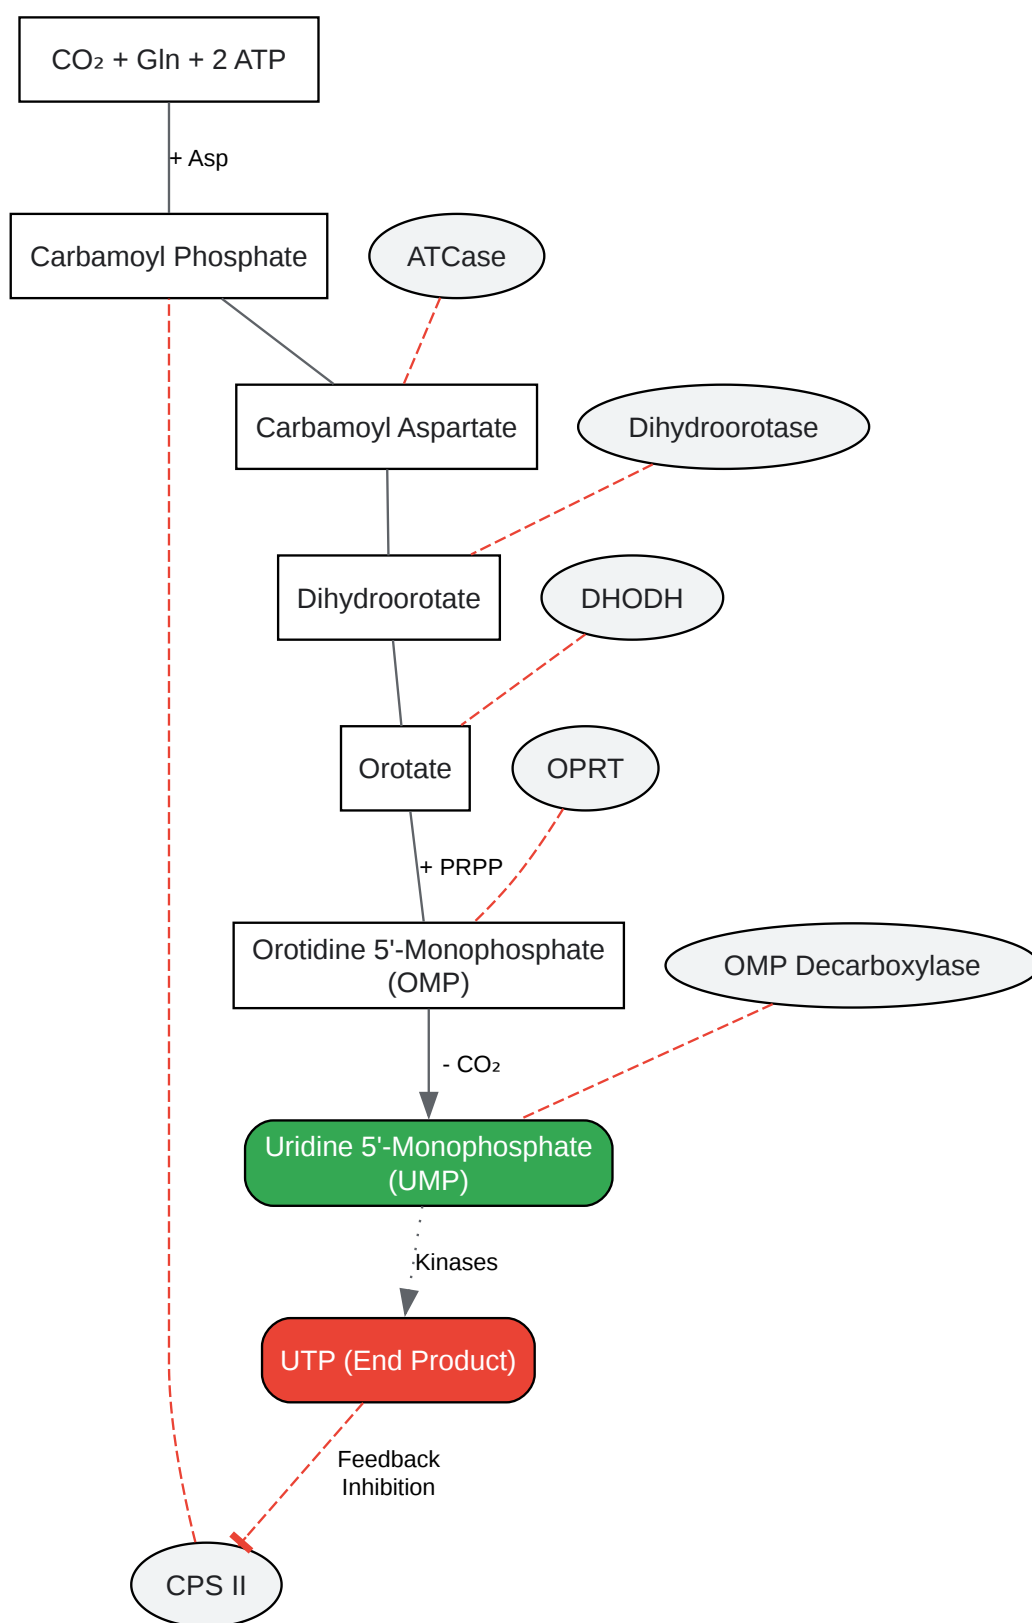 CO₂ + Gln + 2 ATP
+ Asp
Carbamoyl Phosphate
ATCase
Carbamoyl Aspartate
Dihydroorotase
Dihydroorotate
DHODH
Orotate
OPRT
+ PRPP
Orotidine 5'-Monophosphate
(OMP)
OMP Decarboxylase
- CO₂
Uridine 5'-Monophosphate
(UMP)
Kinases
UTP (End Product)
Feedback
Inhibition
CPS II